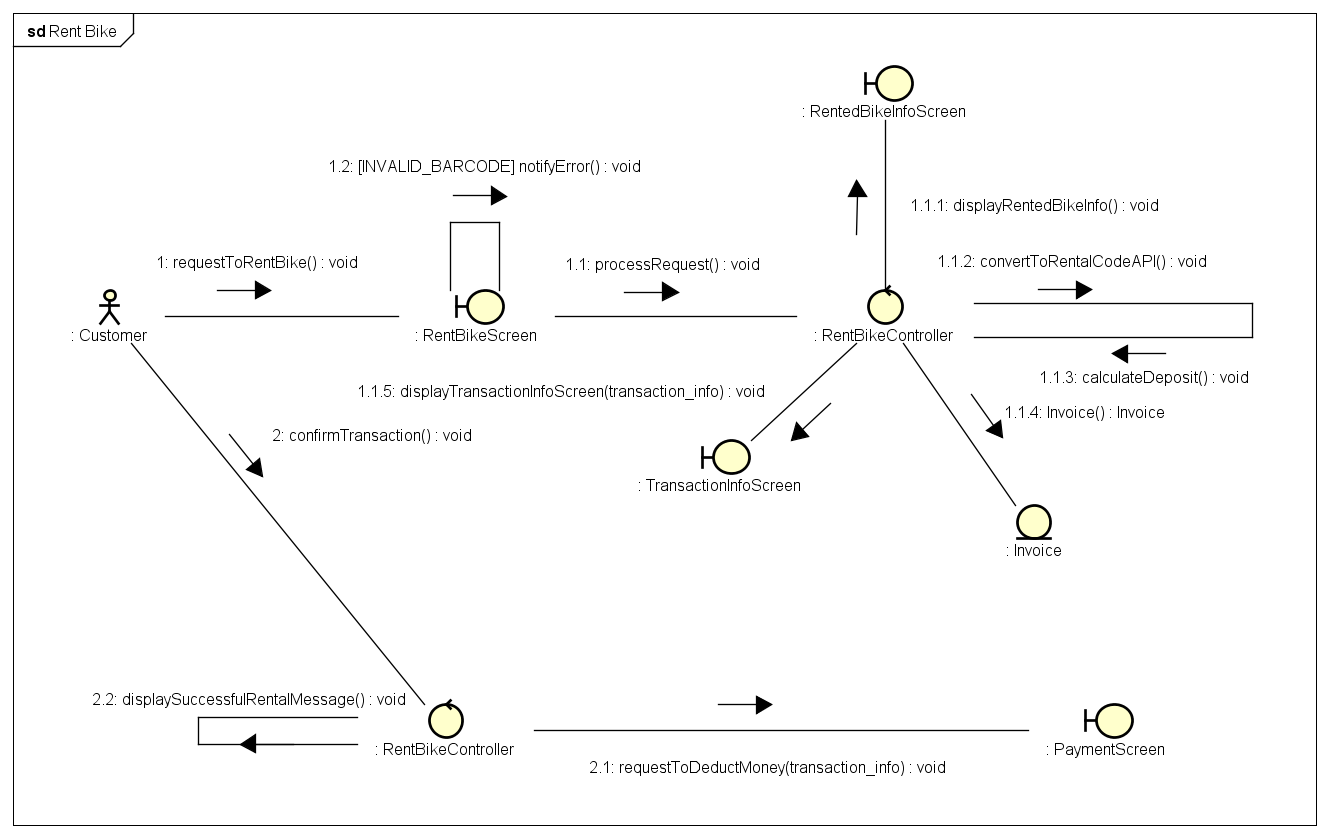 sd Rent Bike
: RentedBikeInfoScreen
1.2: [INVALID_BARCODE] notifyError() : void
1.1.1: displayRentedBikeInfo() : void
1: requestToRentBike() : void
1.1: processRequest() : void
1.1.2: convertToRentalCodeAPI() : void
: Customer
: RentBikeScreen
: RentBikeController
1.1.3: calculateDeposit() : void
1.1.5: displayTransactionInfoScreen(transaction_info) : void
1.1.4: Invoice() : Invoice
2: confirmTransaction() : void
: TransactionInfoScreen
: Invoice
2.2: displaySuccessfulRentalMessage() : void
: RentBikeController
: PaymentScreen
2.1: requestToDeductMoney(transaction_info) : void